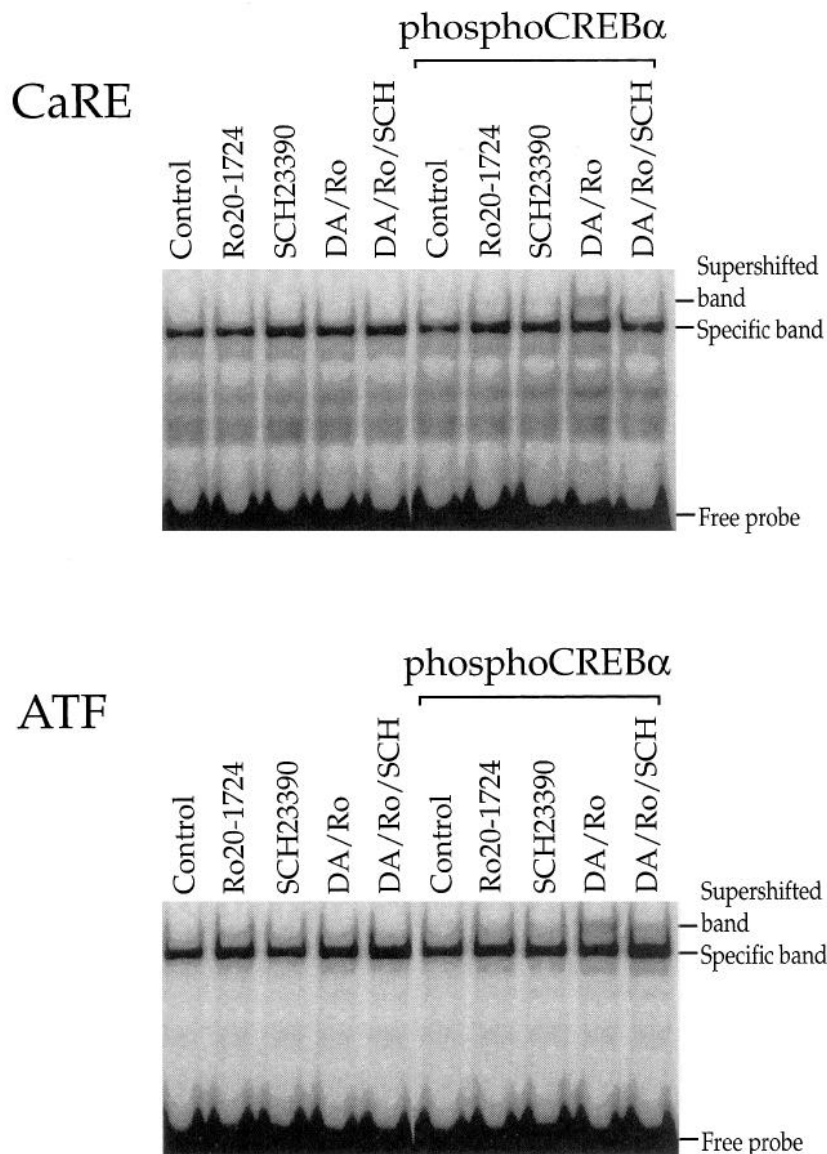 phosphoCREBα
CaRE
Control
Ro20-1724
SCH23390
DA/Ro
DA/Ro/SCH
Control
Ro20-1724
SCH23390
DA/Ro
DA/Ro/SCH
Supershifted
band
Specific band
Free probe
phosphoCREBα
ATF
Control
Ro20-1724
SCH23390
DA/Ro
DA/Ro/SCH
Control
Ro20-1724
SCH23390
DA/Ro
DA/Ro/SCH
Supershifted
band
Specific band
Free probe